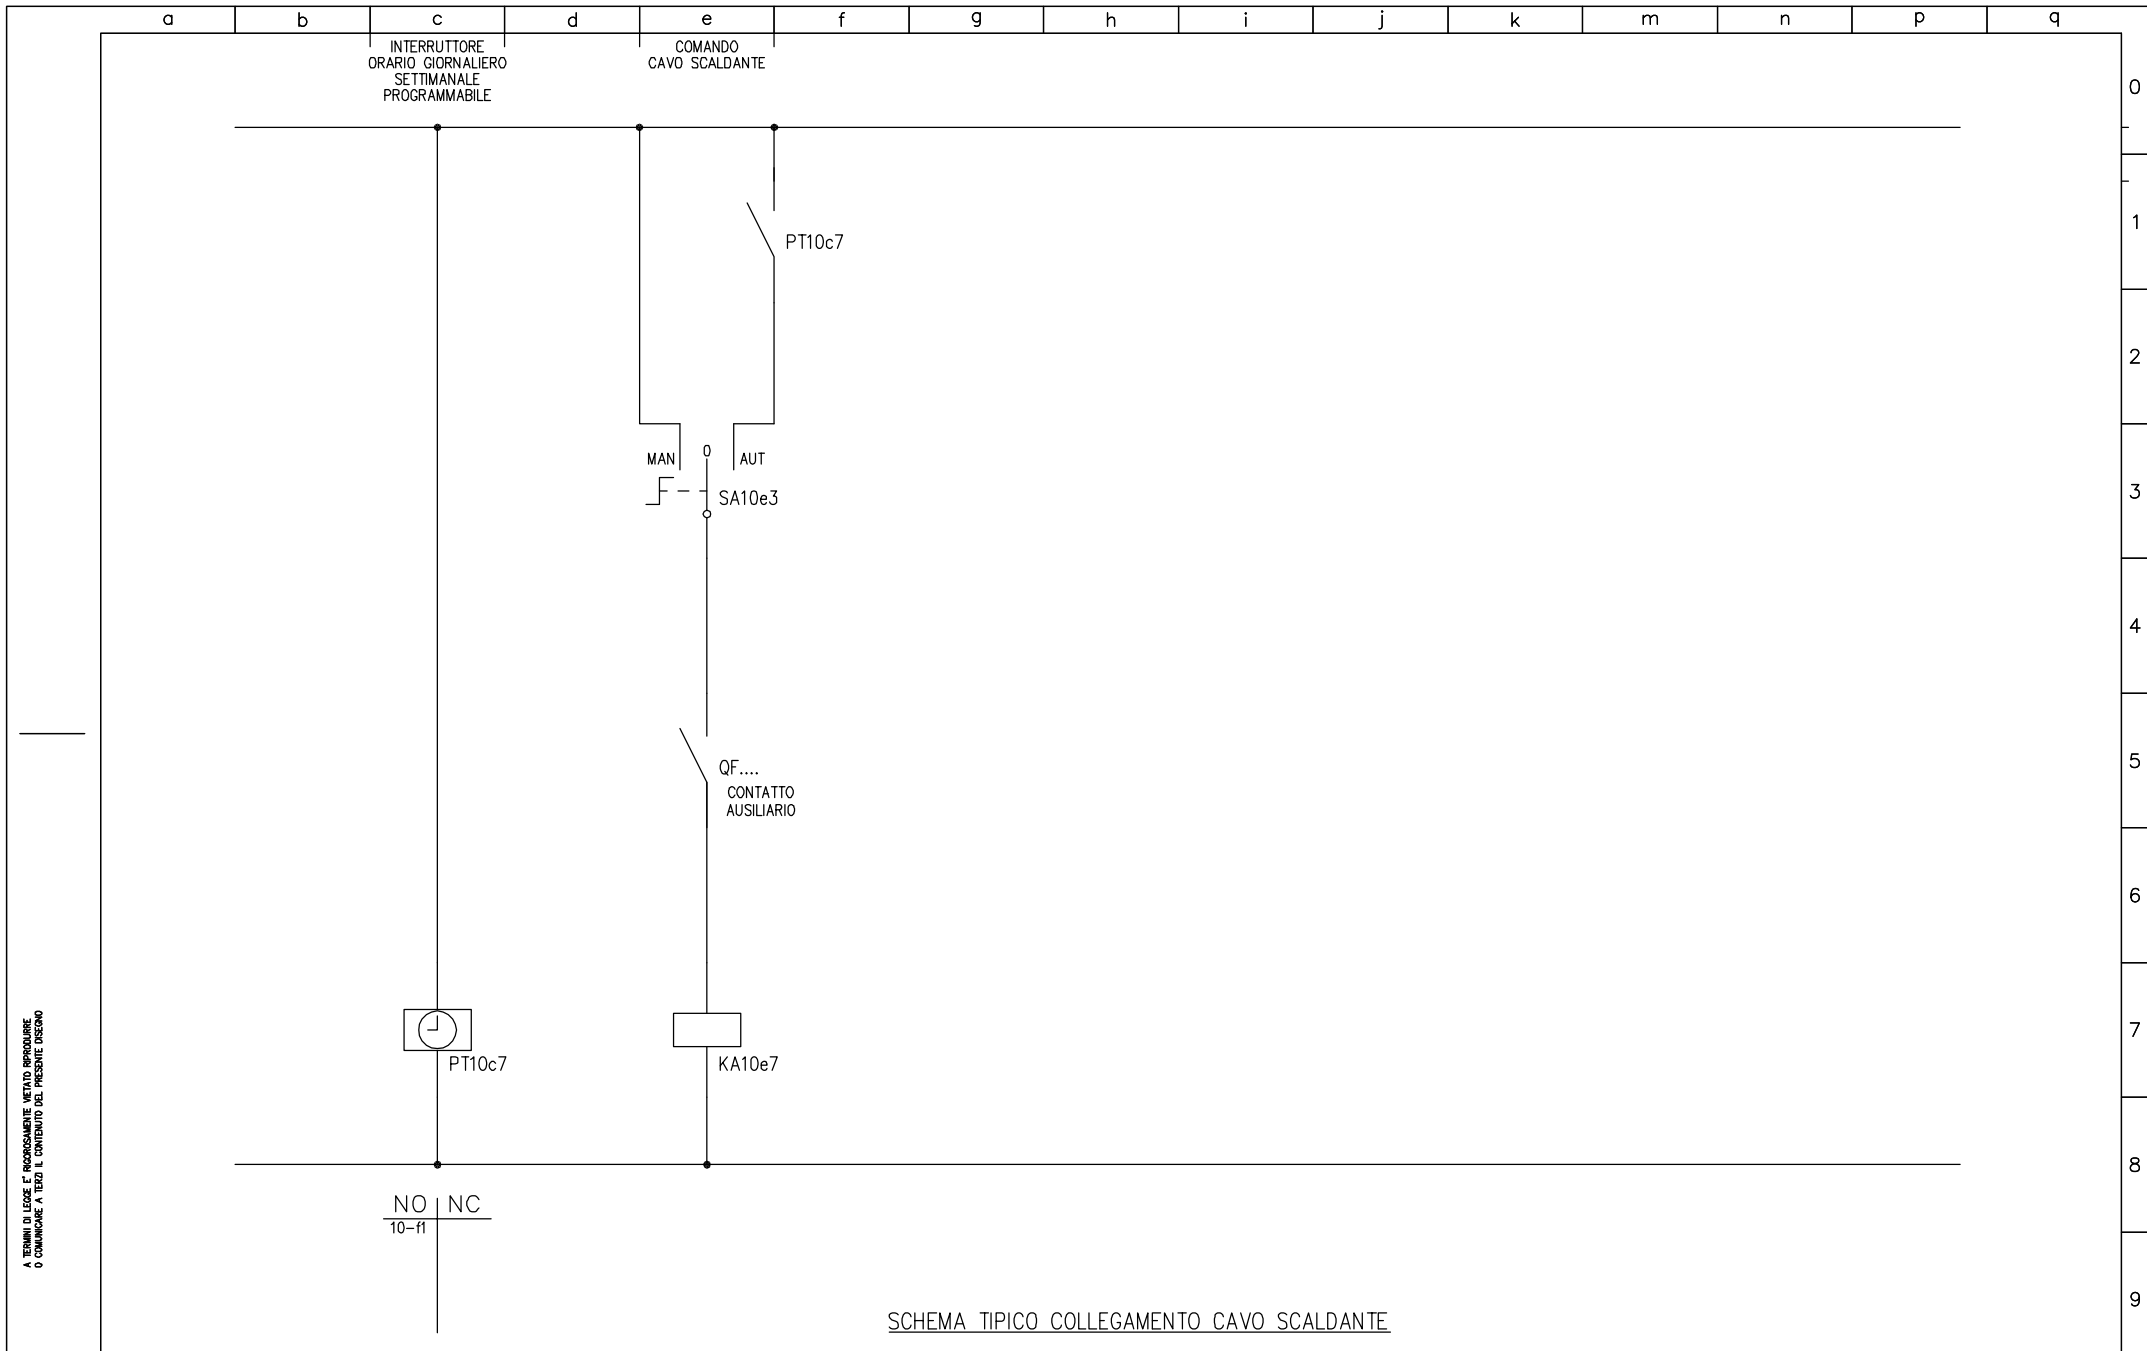 a b c d e f g h i j k m n p q
INTERRUTTORE
ORARIO GIORNALIERO
SETTIMANALE
PROGRAMMABILE
COMANDO
CAVO SCALDANTE
0
1
PT10c7
2
MAN
0
AUT
SA10e3
3
4
QF....
CONTATTO
AUSILIARIO
5
6
7
PT10c7
KA10e7
8
NO NC
10-f1
9
SCHEMA TIPICO COLLEGAMENTO CAVO SCALDANTE
A TERMINI DI LEGGE E' RIGOROSAMENTE VIETATO RIPRODURRE
O COMUNICARE A TERZI IL CONTENUTO DEL PRESENTE DISEGNO